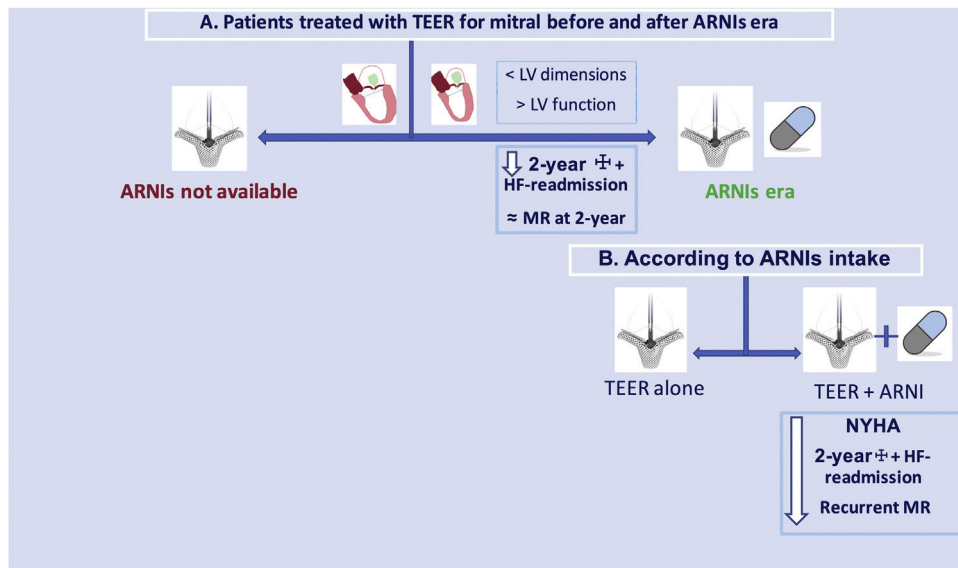 A. Patients treated with TEER for mitral before and after ARNIs era
< LV dimensions
> LV function
2-year ☩ +
HF-readmission
≈ MR at 2-year
ARNIs not available
ARNIs era
B. According to ARNIs intake
TEER alone
TEER + ARNI
NYHA
2-year ☩ + HF-
readmission
Recurrent MR